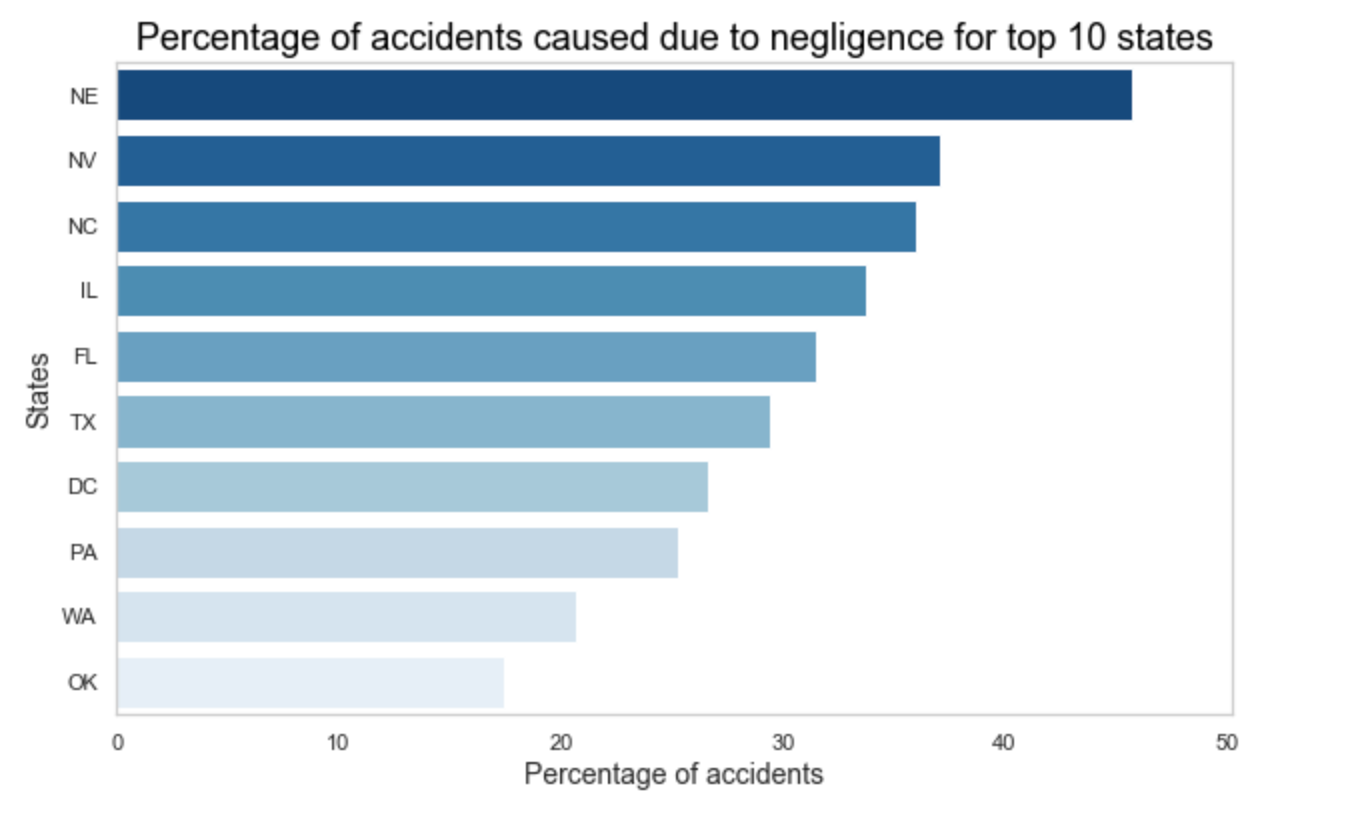 Percentage of accidents caused due to negligence for top 10 states
NE
NV
NC
IL
FL
States
TX
DC
PA
WA
OK
0 10 20 30 40 50
Percentage of accidents